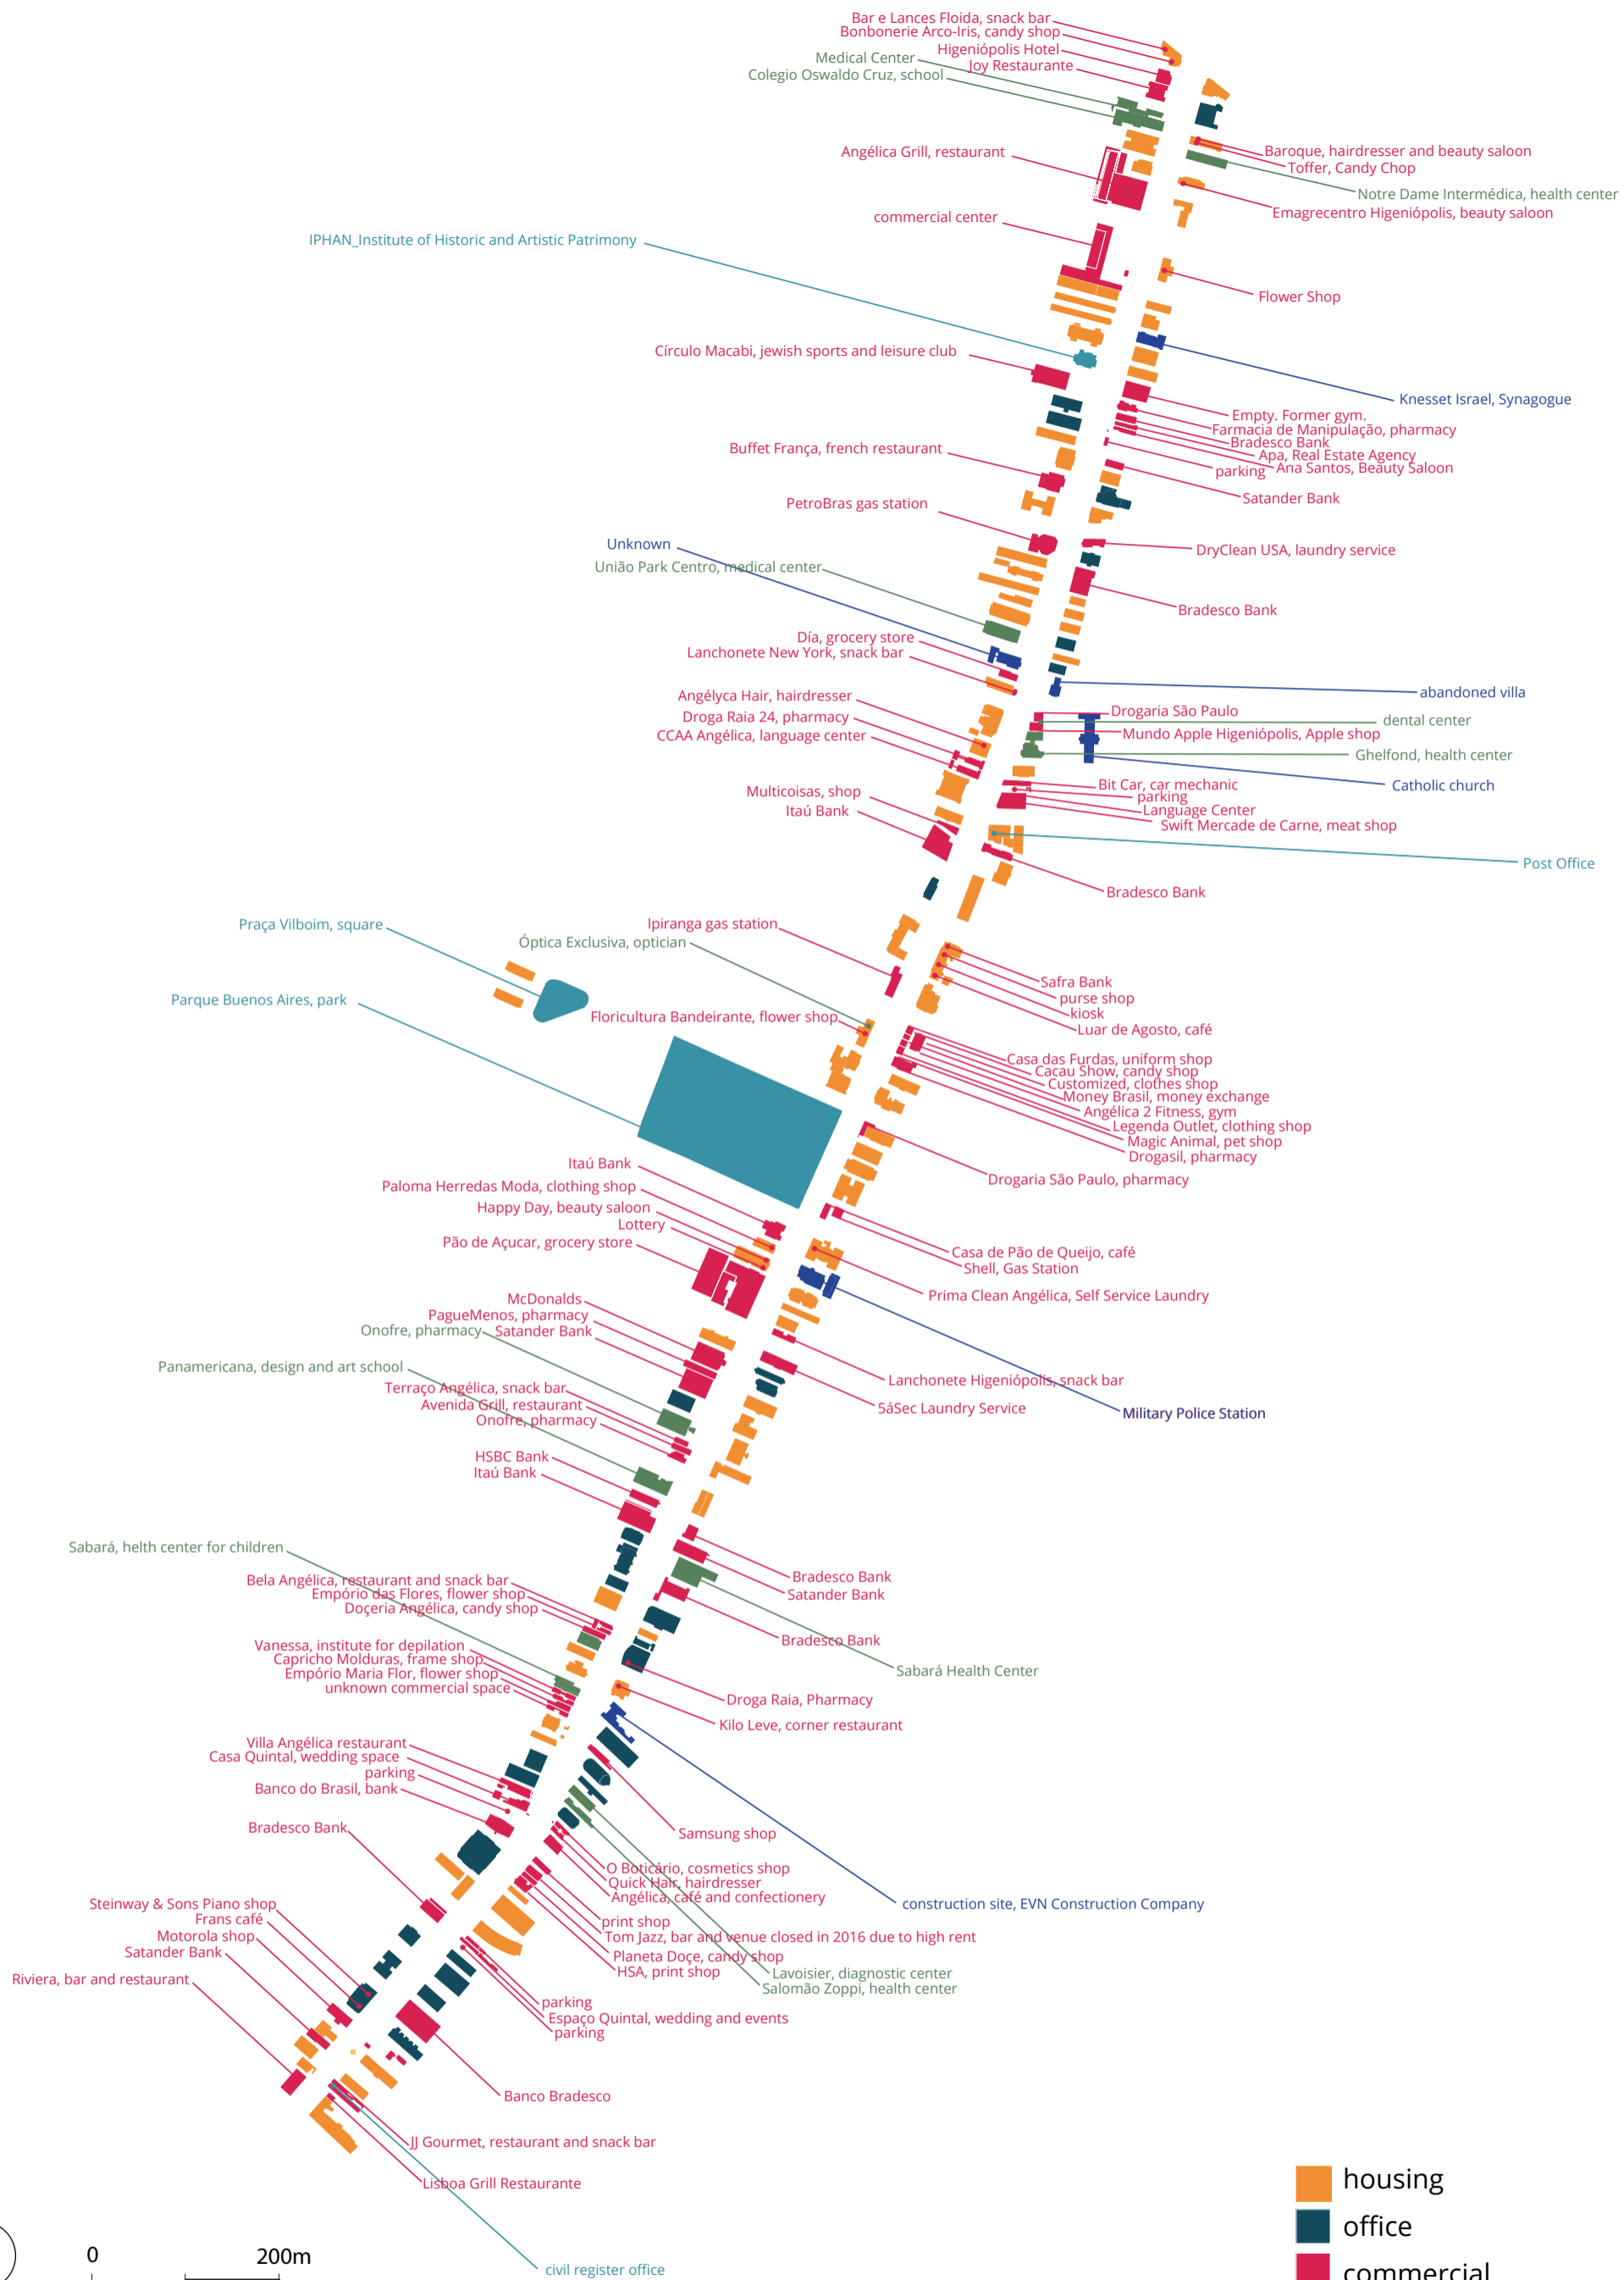 Bar e Lances Floida, snack bar
Bonbonerie Arco-Iris, candy shop
Higeniópolis Hotel
Medical Center
Joy Restaurante
Colegio Oswaldo Cruz, school
Angélica Grill, restaurant
Baroque, hairdresser and beauty saloon
Toffer, Candy Chop
Notre Dame Intermédica, health center
Emagrecentro Higeniópolis, beauty saloon
commercial center
IPHAN_Institute of Historic and Artistic Patrimony
Flower Shop
Círculo Macabi, jewish sports and leisure club
Knesset Israel, Synagogue
Empty. Former gym.
Farmacia de Manipulação, pharmacy
Bradesco Bank
Apa, Real Estate Agency
Ana Santos, Beauty Saloon
parking
Buffet França, french restaurant
Satander Bank
PetroBras gas station
Unknown
DryClean USA, laundry service
União Park Centro, medical center
Bradesco Bank
Día, grocery store
Lanchonete New York, snack bar
abandoned villa
Angélyca Hair, hairdresser
Drogaria São Paulo
Droga Raia 24, pharmacy
dental center
CCAA Angélica, language center
Mundo Apple Higeniópolis, Apple shop
Ghelfond, health center
Bit Car, car mechanic
Catholic church
Multicoisas, shop
parking
Itaú Bank
Language Center
Swift Mercade de Carne, meat shop
Post Office
Bradesco Bank
Praça Vilboim, square
Ipiranga gas station
Óptica Exclusiva, optician
Safra Bank
Parque Buenos Aires, park
purse shop
kiosk
Floricultura Bandeirante, flower shop
Luar de Agosto, café
Casa das Furdas, uniform shop
Cacau Show, candy shop
Customized, clothes shop
Money Brasil, money exchange
Angélica 2 Fitness, gym
Legenda Outlet, clothing shop
Magic Animal, pet shop
Drogasil, pharmacy
Itaú Bank
Drogaria São Paulo, pharmacy
Paloma Herredas Moda, clothing shop
Happy Day, beauty saloon
Lottery
Pão de Açucar, grocery store
Casa de Pão de Queijo, café
Shell, Gas Station
Prima Clean Angélica, Self Service Laundry
McDonalds
PagueMenos, pharmacy
Onofre, pharmacy
Satander Bank
Panamericana, design and art school
Lanchonete Higeniópolis, snack bar
Terraço Angélica, snack bar
Avenida Grill, restaurant
5áSec Laundry Service
Military Police Station
Onofre, pharmacy
HSBC Bank
Itaú Bank
Sabará, helth center for children
Bradesco Bank
Bela Angélica, restaurant and snack bar
Satander Bank
Empório das Flores, flower shop
Doçeria Angélica, candy shop
Bradesco Bank
Vanessa, institute for depilation
Capricho Molduras, frame shop
Sabará Health Center
Empório Maria Flor, flower shop
unknown commercial space
Droga Raia, Pharmacy
Kilo Leve, corner restaurant
Villa Angélica restaurant
Casa Quintal, wedding space
parking
Banco do Brasil, bank
Bradesco Bank
Samsung shop
O Boticário, cosmetics shop
Quick Hair, hairdresser
Angélica, café and confectionery
Steinway & Sons Piano shop
construction site, EVN Construction Company
Frans café
print shop
Motorola shop
Tom Jazz, bar and venue closed in 2016 due to high rent
Satander Bank
Planeta Doçe, candy shop
HSA, print shop
Lavoisier, diagnostic center
Riviera, bar and restaurant
Salomão Zoppi, health center
parking
Espaço Quintal, wedding and events
parking
Banco Bradesco
JJ Gourmet, restaurant and snack bar
Lisboa Grill Restaurante
civil register office
housing
office
commercial
0
200m